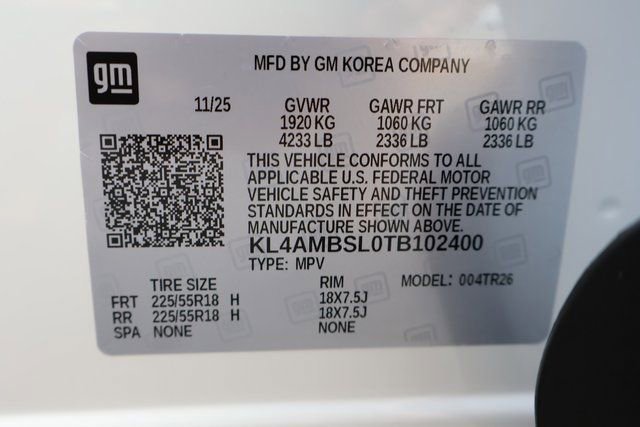 gm
MFD BY GM KOREA COMPANY
11/25 GVWR GAWR FRT GAWR RR
1920 KG 1060 KG 1060 KG
4233 LB 2336 LB 2336 LB
THIS VEHICLE CONFORMS TO ALL
APPLICABLE U.S. FEDERAL MOTOR
VEHICLE SAFETY AND THEFT PREVENTION
STANDARDS IN EFFECT ON THE DATE OF
MANUFACTURE SHOWN ABOVE.
KL4AMBSL0TB102400
TYPE: MPV
TIRE SIZE RIM MODEL: 004TR26
FRT 225/55R18 H 18X7.5J
RR 225/55R18 H 18X7.5J
SPA NONE NONE